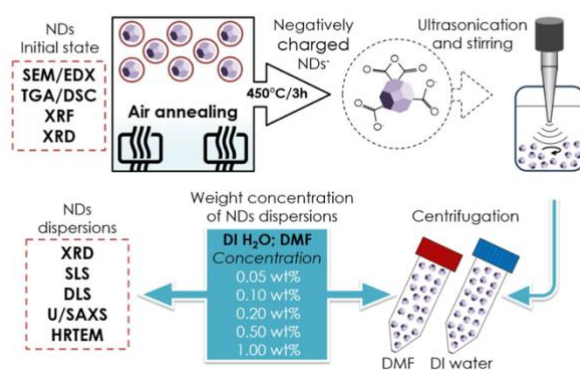 NDs
Initial state
SEM/EDX
TGA/DSC
XRF
XRD
Air annealing
450°C/3h
Negatively
charged
NDs⁻
Ultrasonication
and stirring
NDs
dispersions
XRD
SLS
DLS
U/SAXS
HRTEM
Weight concentration
of NDs dispersions
DI H₂O; DMF
Concentration
0.05 wt%
0.10 wt%
0.20 wt%
0.50 wt%
1.00 wt%
Centrifugation
DMF
DI water